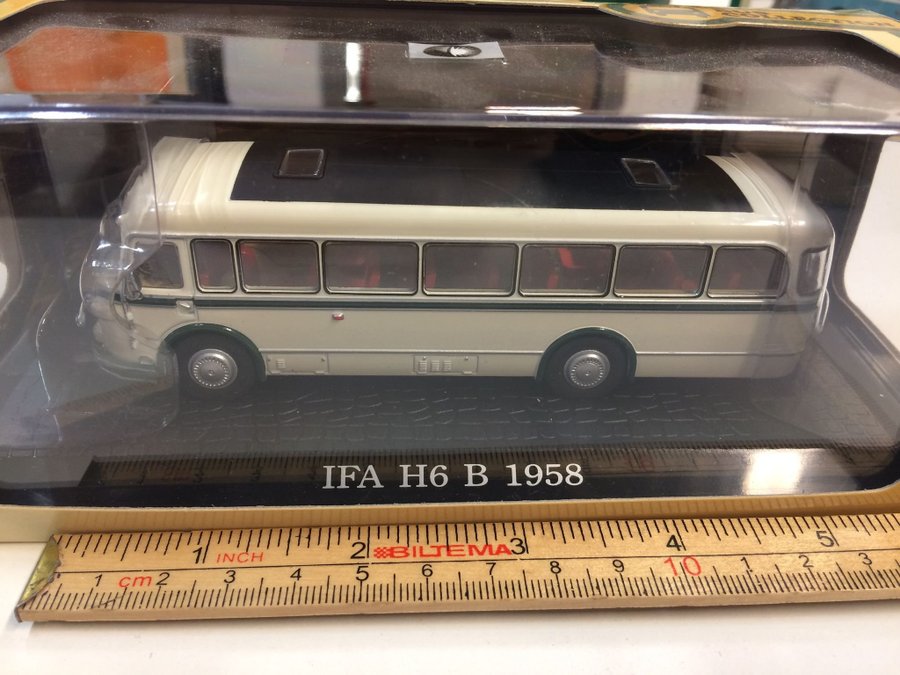 IFA H6 B 1958
1 INCH 2 BILTEMA 3 4 5
1 cm 2 3 4 5 6 7 8 9 10 1 2 3